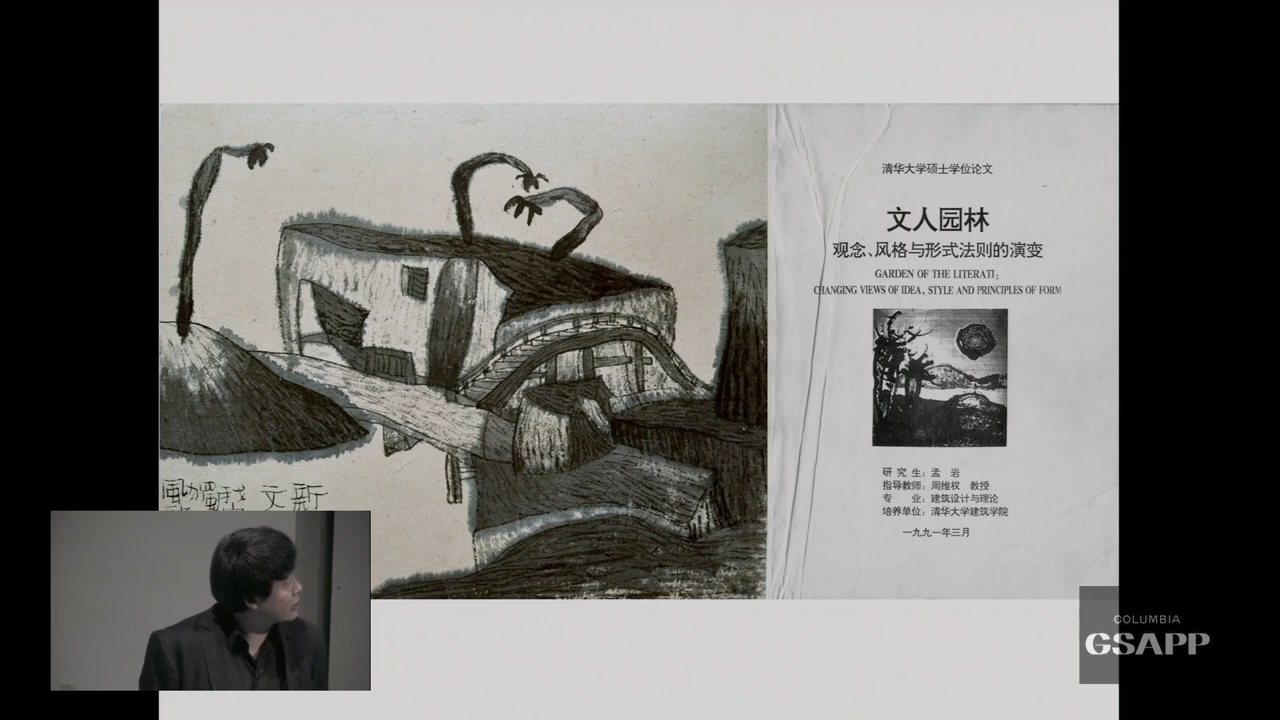 清华大学硕士学位论文
文人园林
观念、风格与形式法则的演变
GARDEN OF THE LITERATI:
CHANGING VIEWS OF IDEA, STYLE AND PRINCIPLES OF FORM
研 究 生: 孟 岩
指导教师: 周维权 教授
专 业: 建筑设计与理论
培养单位: 清华大学建筑学院
一九九一年三月
COLUMBIA
GSAPP